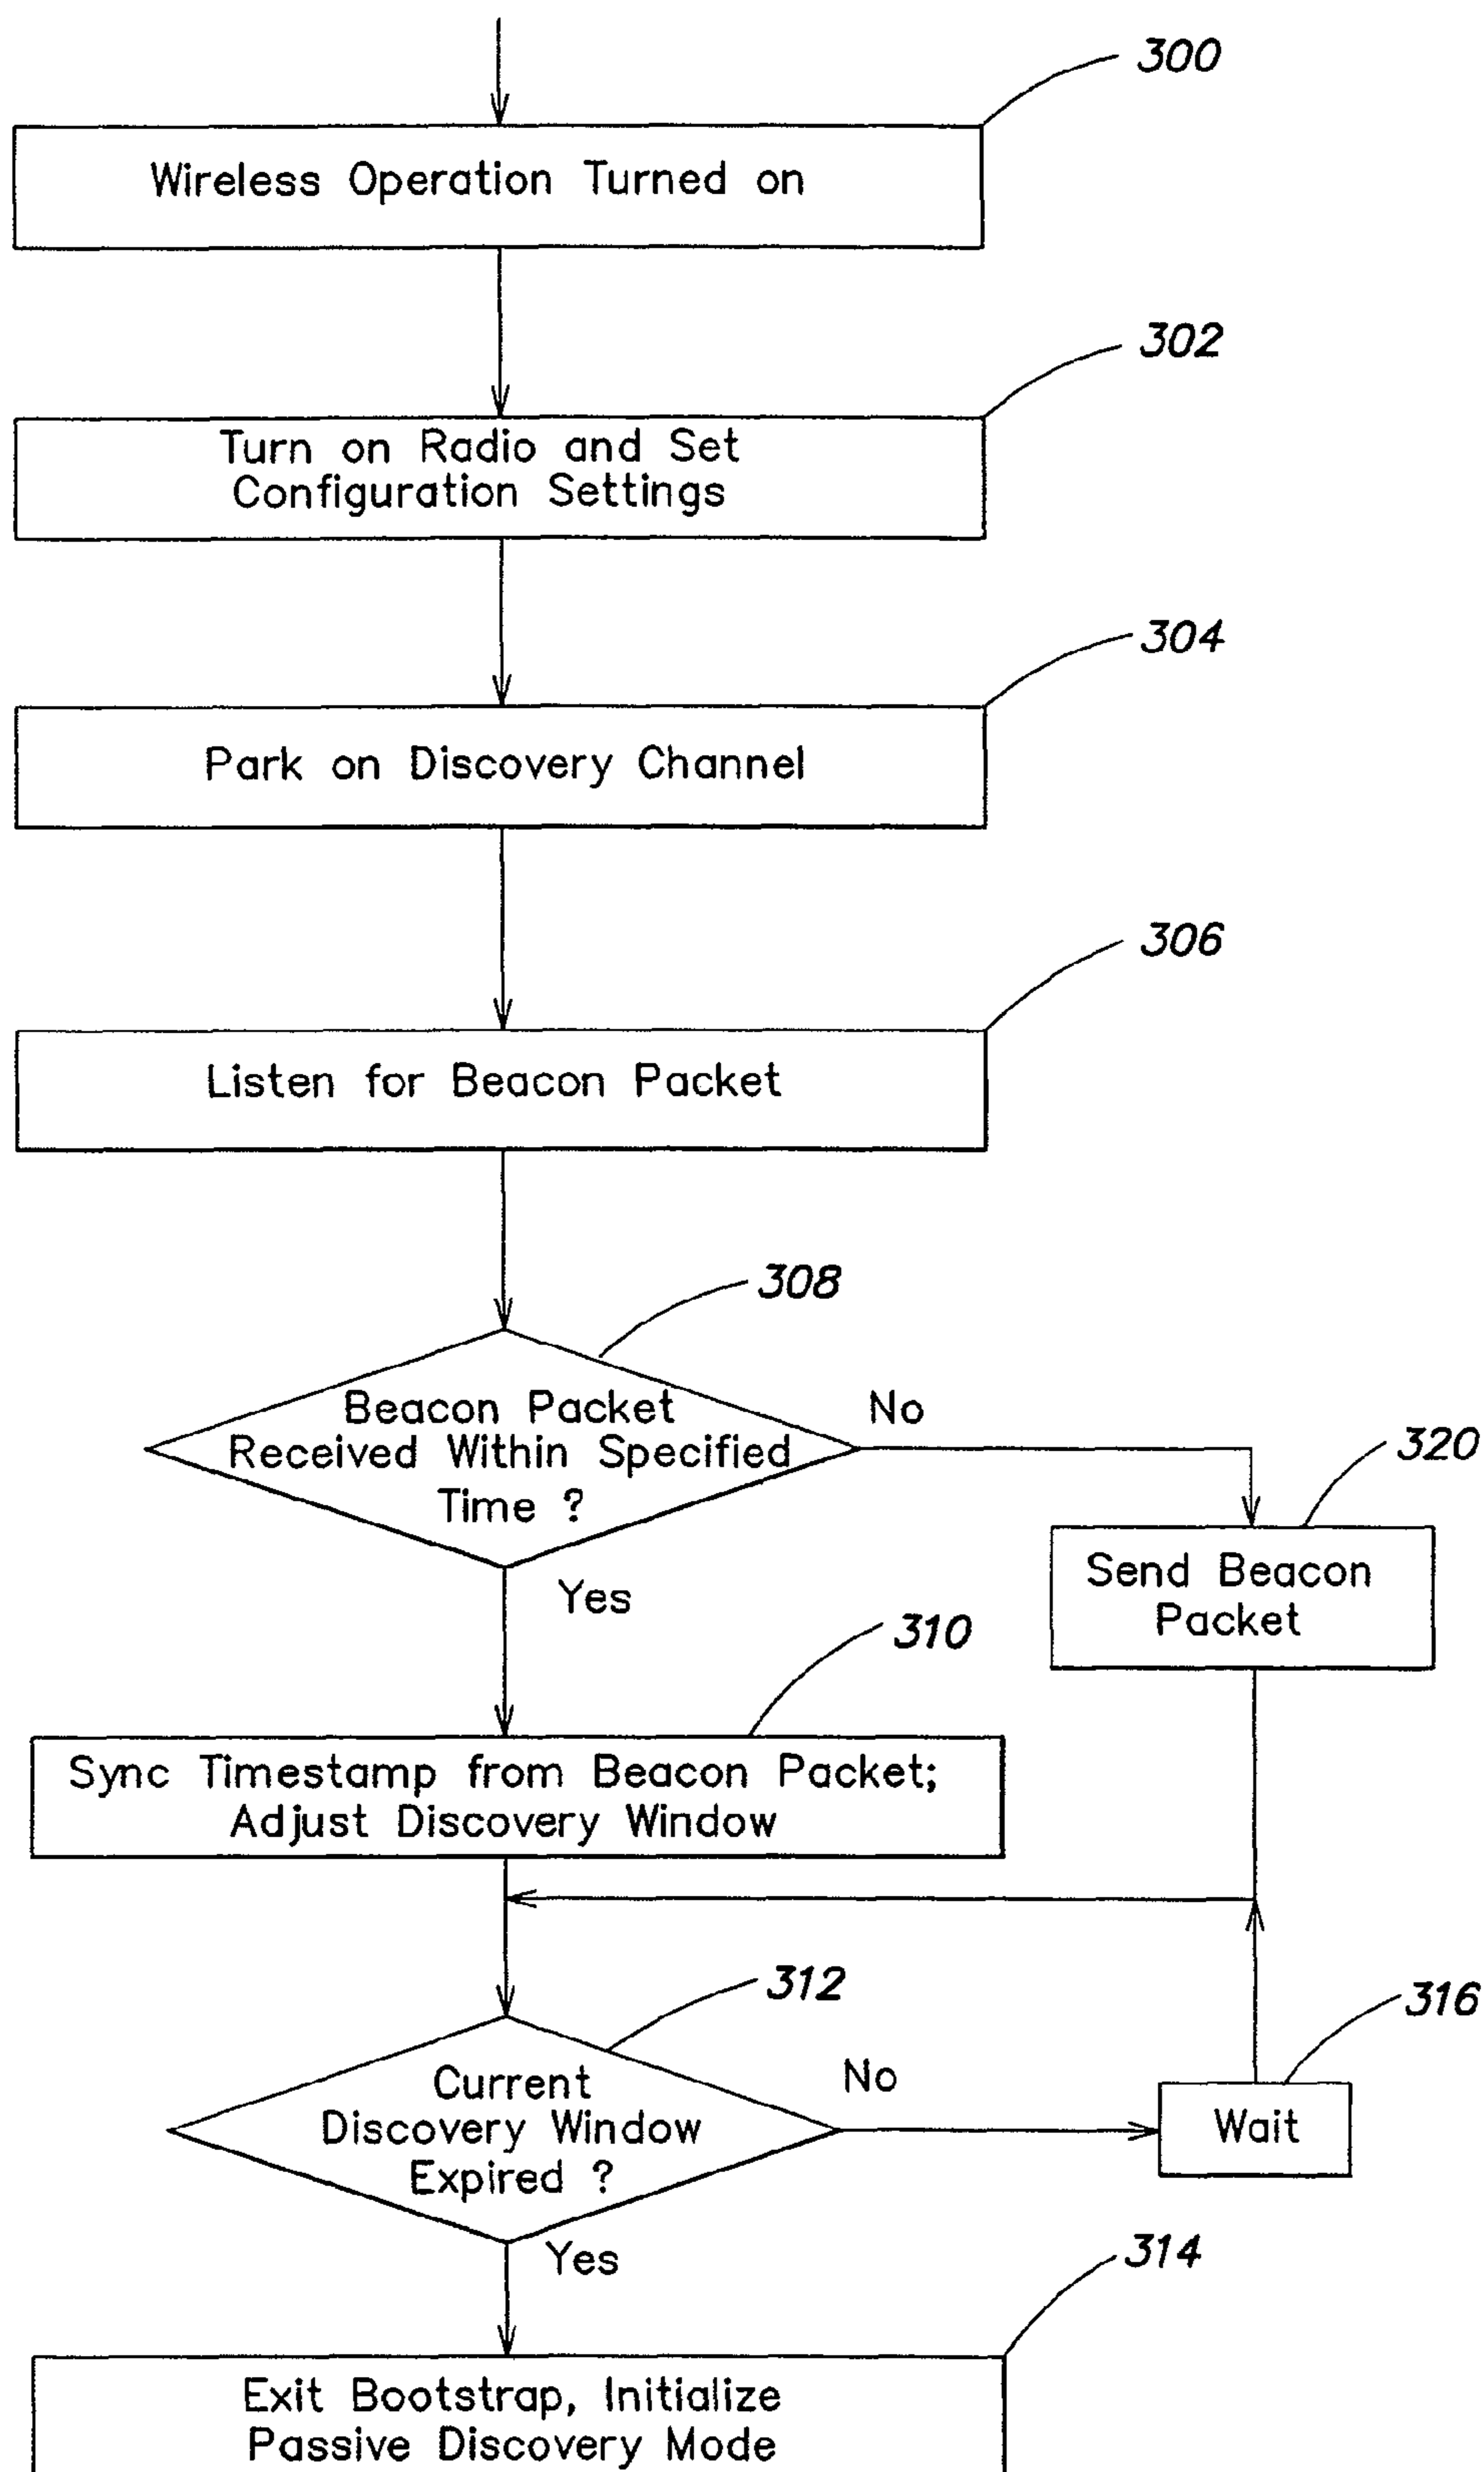 300
Wireless Operation Turned on
302
Turn on Radio and Set
Configuration Settings
304
Park on Discovery Channel
306
Listen for Beacon Packet
308
Beacon Packet
Received Within Specified
Time ?
No
320
Send Beacon
Packet
Yes
310
Sync Timestamp from Beacon Packet;
Adjust Discovery Window
312
Current
Discovery Window
Expired ?
No
316
Wait
Yes
314
Exit Bootstrap, Initialize
Passive Discovery Mode